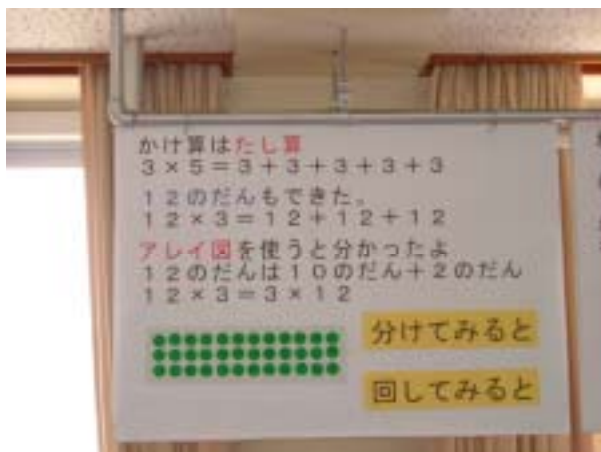 かけ算はたし算
３×５＝３＋３＋３＋３＋３
１２のだんもできた。
１２×３＝１２＋１２＋１２
アレイ図を使うと分かったよ
１２のだんは１０のだん＋２のだん
１２×３＝３×１２
分けてみると
回してみると